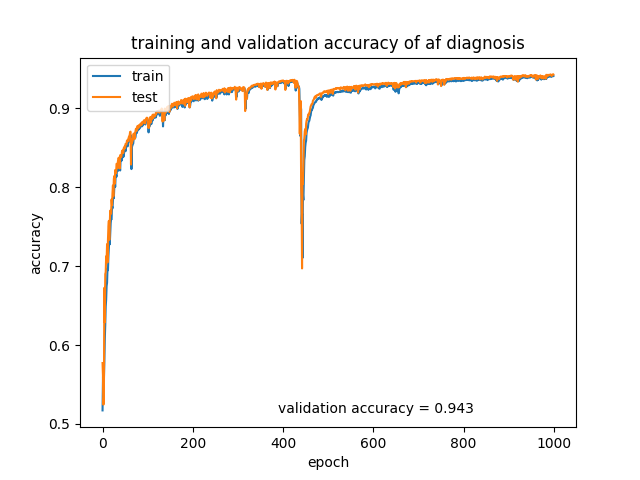 training and validation accuracy of af diagnosis
train
test
0.9
0.8
0.7
0.6
0.5
accuracy
validation accuracy = 0.943
0 200 400 600 800 1000
epoch